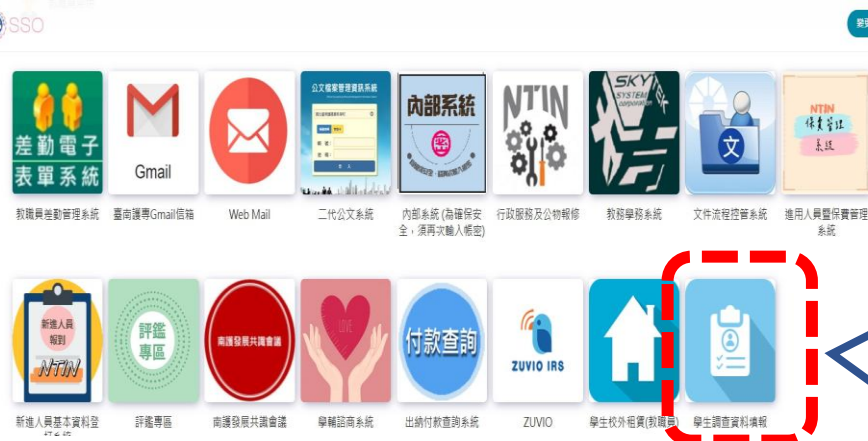 SSO
差勤電子
表單系統
Gmail
公文檔案管理資訊系統
內部系統
NTIN
SKY
SYSTEM
corporation
文
NTIN
保費管理
系統
教職員差勤管理系統
臺南護專Gmail信箱
Web Mail
二代公文系統
內部系統 (為確保安
全，須再次輸入帳密)
行政服務及公物報修
教務學務系統
文件流程控管系統
進用人員暨保費管理
系統
新進人員
報到
NTIN
評鑑
專區
南護發展共識會議
LOVE
付款查詢
ZUVIO IRS
新進人員基本資料登
評鑑專區
南護發展共識會議
學輔諮商系統
出納付款查詢系統
ZUVIO
學生校外租賃(教職員)
學生調查資料填報